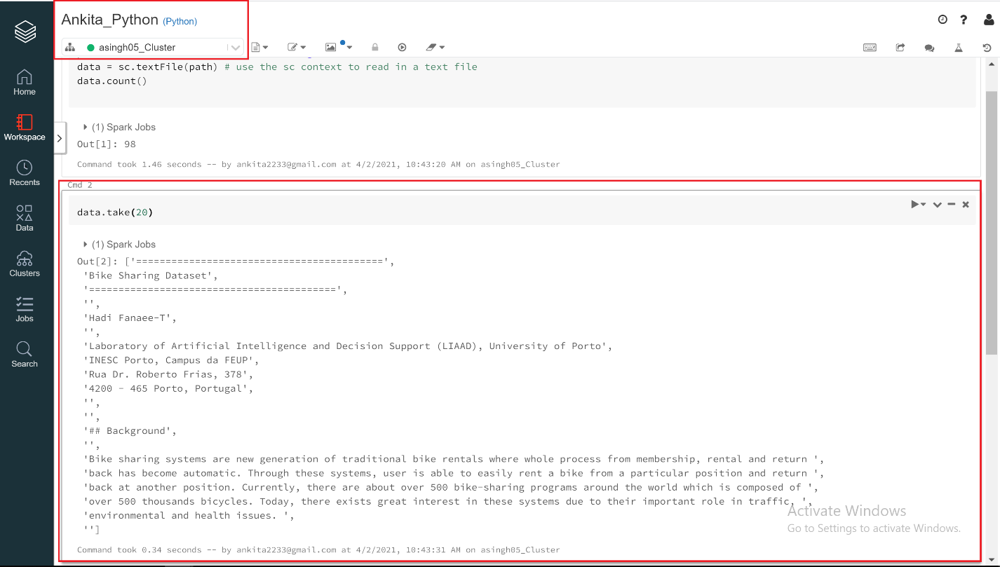 Ankita_Python (Python)
asingh05_Cluster
Home
Workspace
Recents
Data
Clusters
Jobs
Search
data = sc.textFile(path) # use the sc context to read in a text file
data.count()
(1) Spark Jobs
Out[1]: 98
Command took 1.46 seconds -- by ankita2233@gmail.com at 4/2/2021, 10:43:20 AM on asingh05_Cluster
Cmd 2
data.take(20)
(1) Spark Jobs
Out[2]: ['==========================================',
'Bike Sharing Dataset',
'==========================================',
'',
'Hadi Fanaee-T',
'',
'Laboratory of Artificial Intelligence and Decision Support (LIAAD), University of Porto',
'INESC Porto, Campus da FEUP',
'Rua Dr. Roberto Frias, 378',
'4200 - 465 Porto, Portugal',
'',
'',
'## Background',
'',
'Bike sharing systems are new generation of traditional bike rentals where whole process from membership, rental and return ',
'back has become automatic. Through these systems, user is able to easily rent a bike from a particular position and return ',
'back at another position. Currently, there are about over 500 bike-sharing programs around the world which is composed of ',
'over 500 thousands bicycles. Today, there exists great interest in these systems due to their important role in traffic, ',
'environmental and health issues. ',
'']
Command took 0.34 seconds -- by ankita2233@gmail.com at 4/2/2021, 10:43:31 AM on asingh05_Cluster
Activate Windows
Go to Settings to activate Windows.